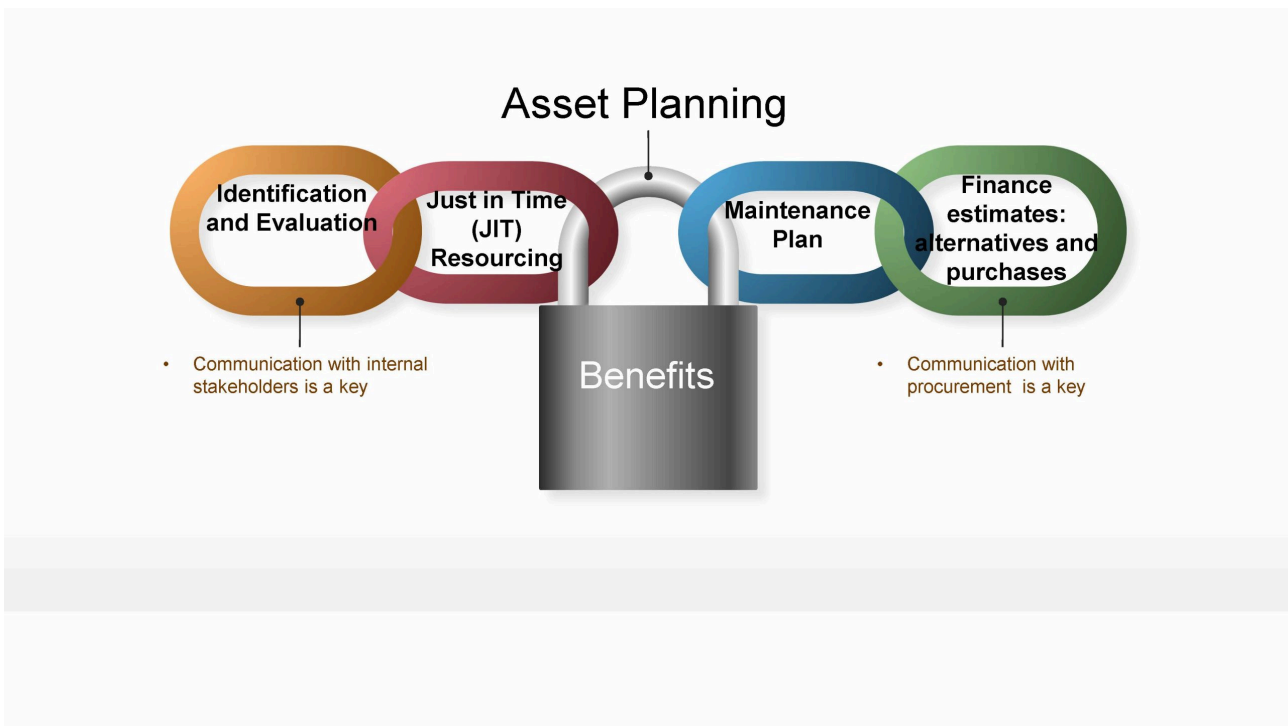 Asset Planning
Identification
and Evaluation
Just in Time
(JIT)
Resourcing
Maintenance
Plan
Finance
estimates:
alternatives and
purchases
• Communication with internal
stakeholders is a key
Benefits
• Communication with
procurement  is a key